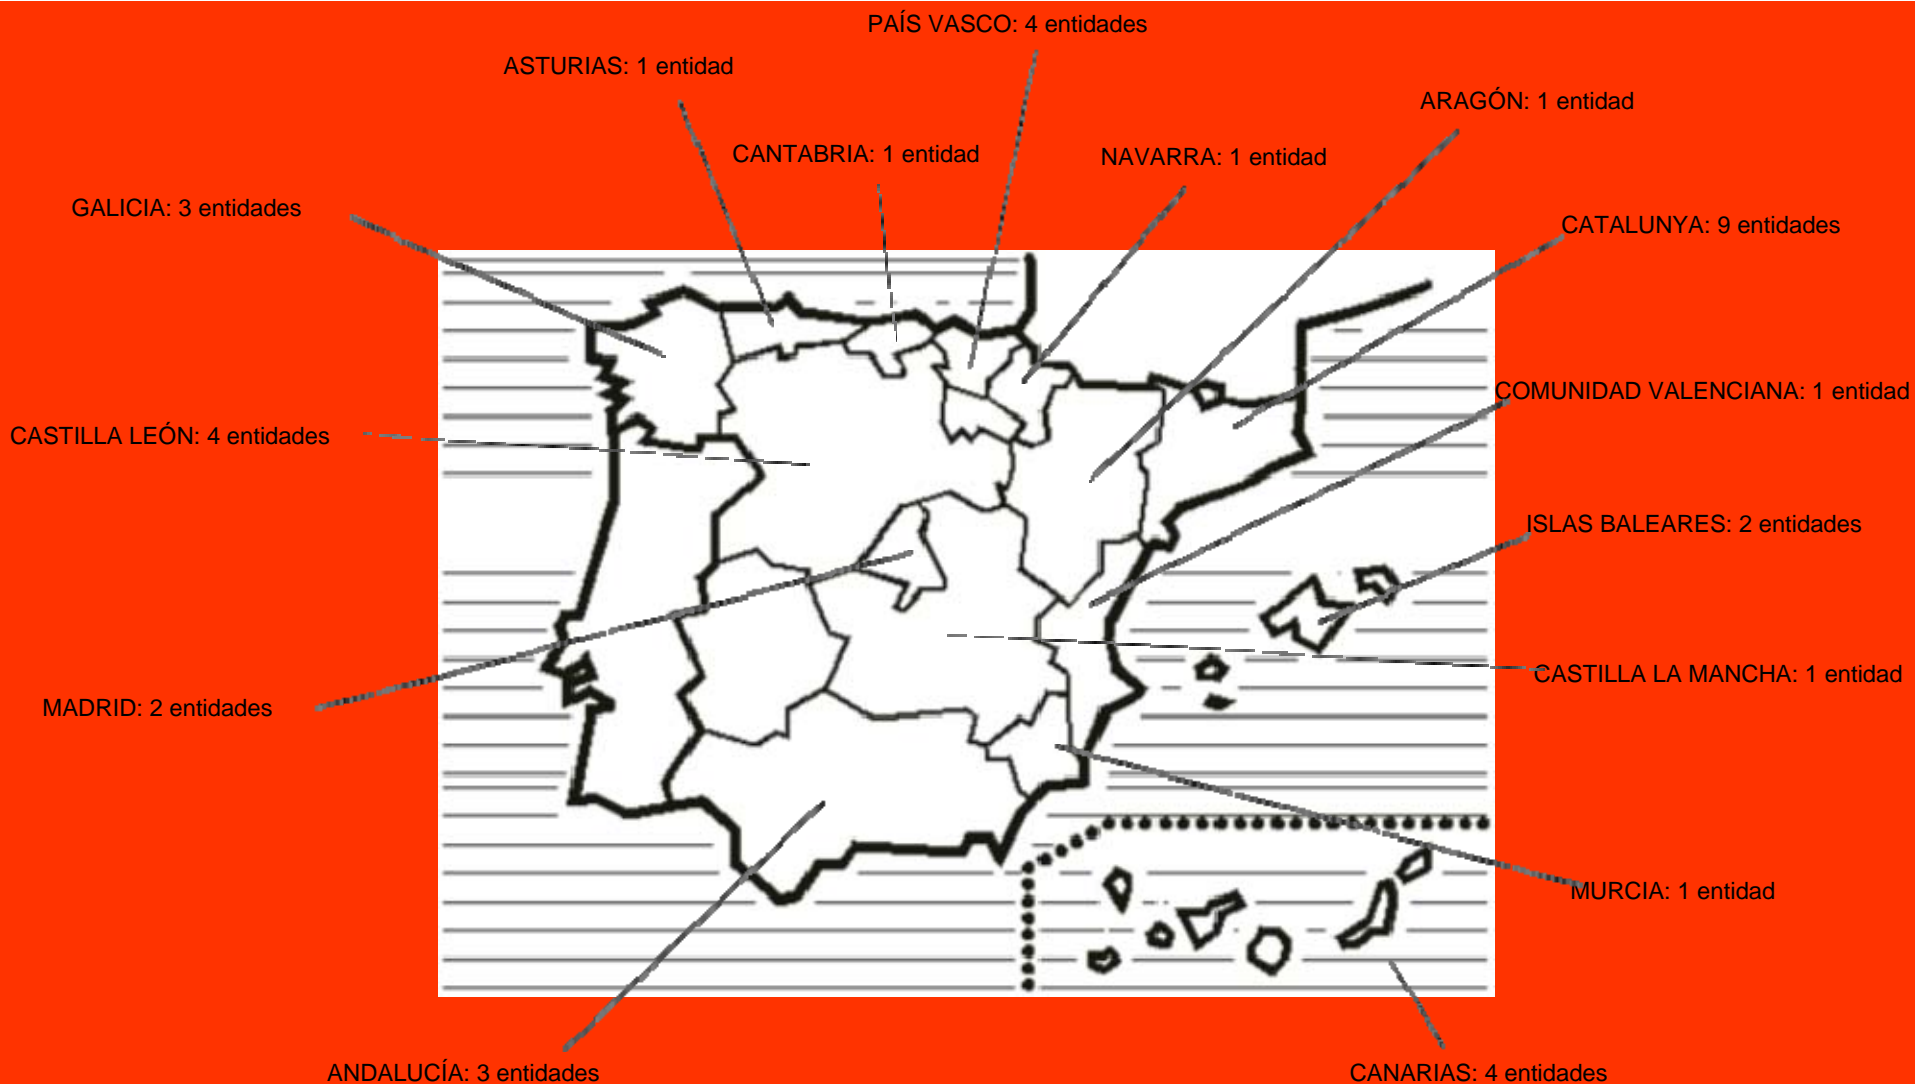 PAÍS VASCO: 4 entidades
ASTURIAS: 1 entidad
ARAGÓN: 1 entidad
CANTABRIA: 1 entidad
NAVARRA: 1 entidad
GALICIA: 3 entidades
CATALUNYA: 9 entidades
COMUNIDAD VALENCIANA: 1 entidad
CASTILLA LEÓN: 4 entidades
ISLAS BALEARES: 2 entidades
CASTILLA LA MANCHA: 1 entidad
MADRID: 2 entidades
MURCIA: 1 entidad
ANDALUCÍA: 3 entidades
CANARIAS: 4 entidades